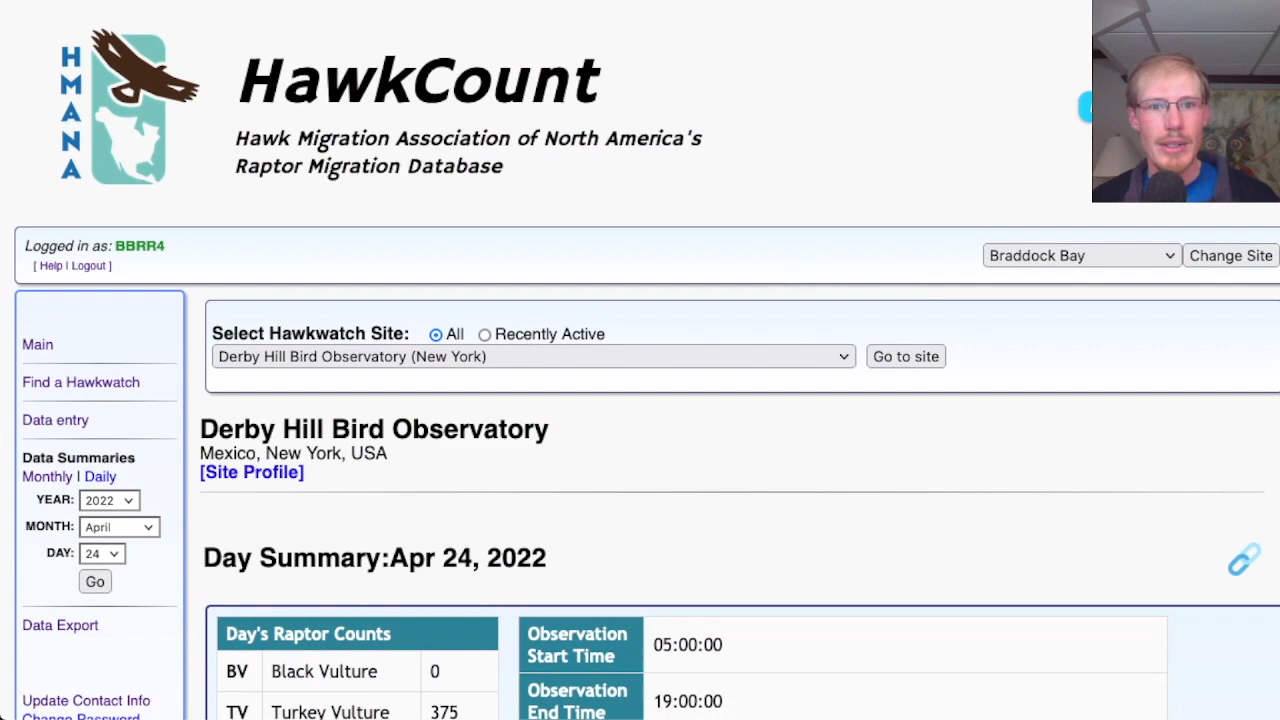 HMANA
HawkCount
Hawk Migration Association of North America's
Raptor Migration Database
Logged in as: BBRR4
[ Help | Logout ]
Braddock Bay
Change Site
Select Hawkwatch Site: All Recently Active
Derby Hill Bird Observatory (New York)
Go to site
Main
Find a Hawkwatch
Data entry
Data Summaries
Monthly | Daily
YEAR: 2022
MONTH: April
DAY: 24
Go
Data Export
Update Contact Info
Change Password
Derby Hill Bird Observatory
Mexico, New York, USA
[Site Profile]
Day Summary:Apr 24, 2022
Day's Raptor Counts
BV Black Vulture 0
TV Turkey Vulture 375
Observation
Start Time
05:00:00
Observation
End Time
19:00:00